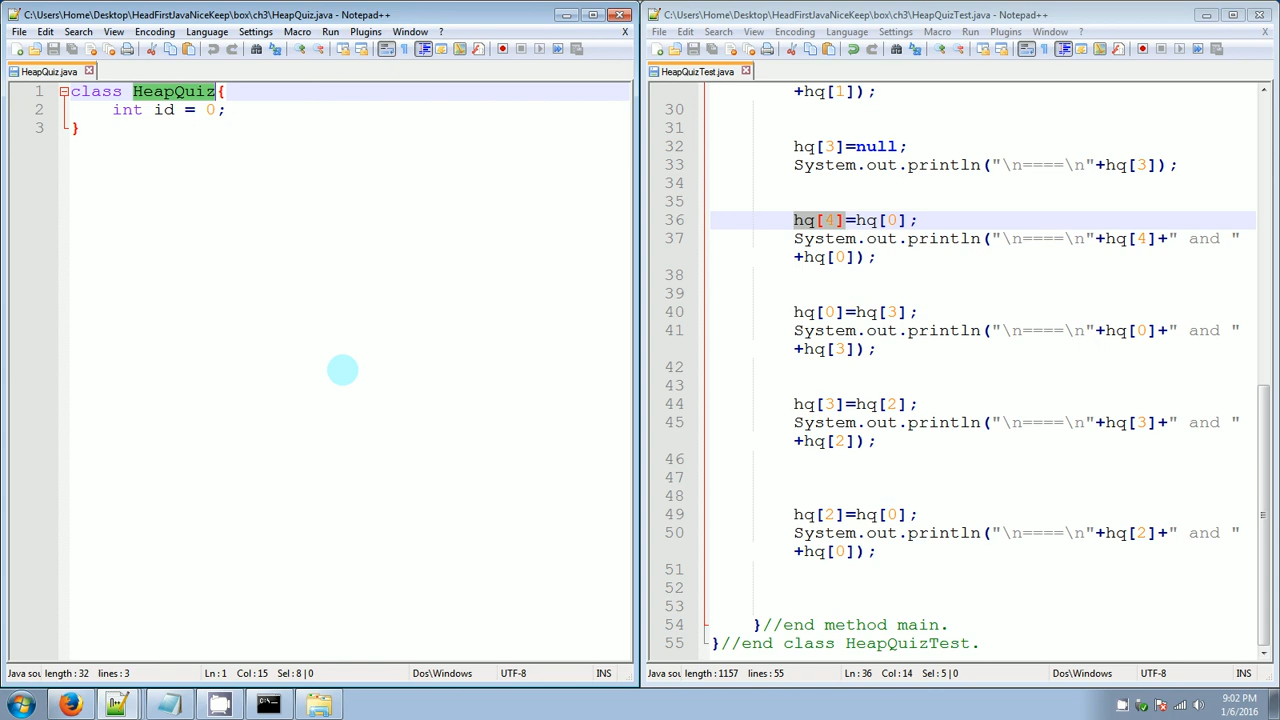 C:\Users\Home\Desktop\HeadFirstJavaNiceKeep\box\ch3\HeapQuiz.java - Notepad++
File Edit Search View Encoding Language Settings Macro Run Plugins Window ? X
HeapQuiz.java
1 class HeapQuiz{
2 int id = 0;
3 }
Java sou length : 32 lines : 3 Ln : 1 Col : 15 Sel : 8 | 0 Dos\Windows UTF-8 INS
C:\Users\Home\Desktop\HeadFirstJavaNiceKeep\box\ch3\HeapQuizTest.java - Notepad++
File Edit Search View Encoding Language Settings Macro Run Plugins Window ? X
HeapQuizTest.java
+hq[1]);
30
31
32 hq[3]=null;
33 System.out.println("\n====\n"+hq[3]);
34
35
36 hq[4]=hq[0];
37 System.out.println("\n====\n"+hq[4]+" and "
+hq[0]);
38
39
40 hq[0]=hq[3];
41 System.out.println("\n====\n"+hq[0]+" and "
+hq[3]);
42
43
44 hq[3]=hq[2];
45 System.out.println("\n====\n"+hq[3]+" and "
+hq[2]);
46
47
48
49 hq[2]=hq[0];
50 System.out.println("\n====\n"+hq[2]+" and "
+hq[0]);
51
52
53
54 }//end method main.
55 }//end class HeapQuizTest.
Java sou length : 1157 lines : 55 Ln : 36 Col : 14 Sel : 5 | 0 Dos\Windows UTF-8 INS
9:02 PM
1/6/2016